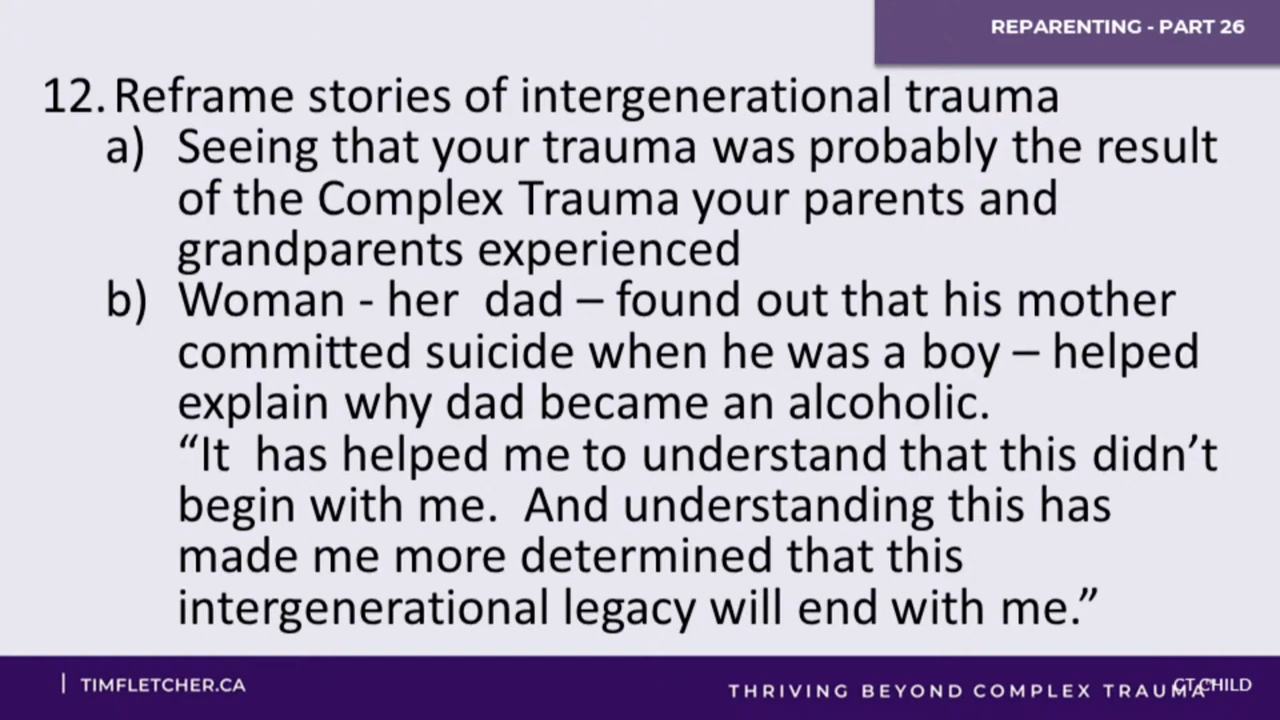 REPARENTING - PART 26
12. Reframe stories of intergenerational trauma
a) Seeing that your trauma was probably the result
of the Complex Trauma your parents and
grandparents experienced
b) Woman - her  dad – found out that his mother
committed suicide when he was a boy – helped
explain why dad became an alcoholic.
“It  has helped me to understand that this didn’t
begin with me.  And understanding this has
made me more determined that this
intergenerational legacy will end with me.”
| TIMFLETCHER.CA
THRIVING BEYOND COMPLEX TRAUMA
CT CHILD